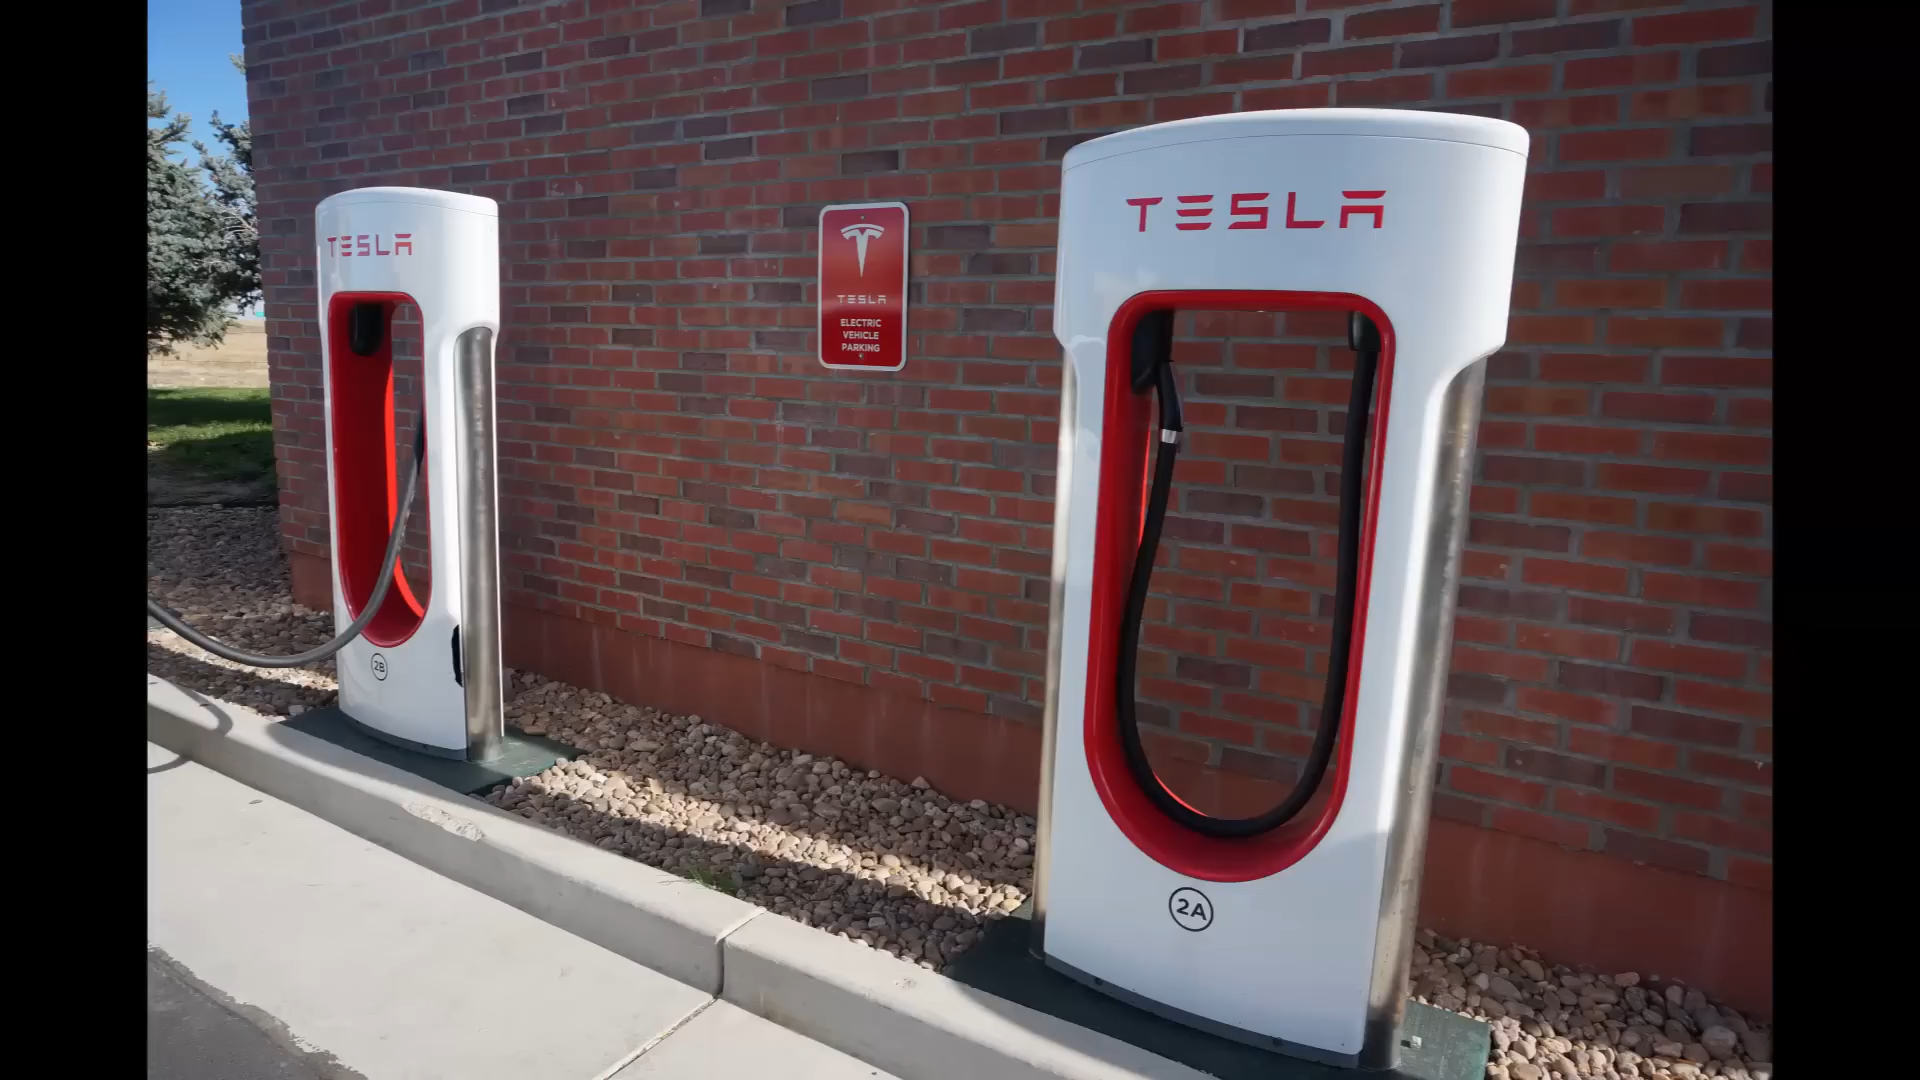 TESLA
2B
TESLA
ELECTRIC
VEHICLE
PARKING
TESLA
2A